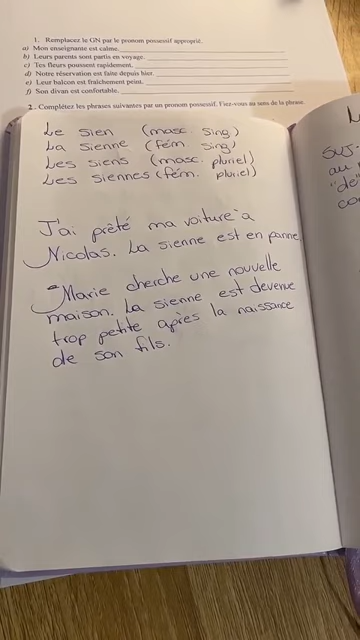 1. Remplacez le GN par le pronom possessif approprié.
a) Mon enseignante est calme.
b) Leurs parents sont partis en voyage.
c) Tes fleurs poussent rapidement.
d) Notre réservation est faite depuis hier.
e) Leur balcon est fraîchement peint.
f) Son divan est confortable.
2. Complétez les phrases suivantes par un pronom possessif. Fiez-vous au sens de la phrase.
Le sien (masc. sing)
La sienne (fém. sing)
Les siens (masc. pluriel)
Les siennes (fém. pluriel)
J'ai prêté ma voiture à
Nicolas. La sienne est en panne
Marie cherche une nouvelle
maison. La sienne est devenue
trop petite après la naissance
de son fils.
L
sus.
au
"de
co